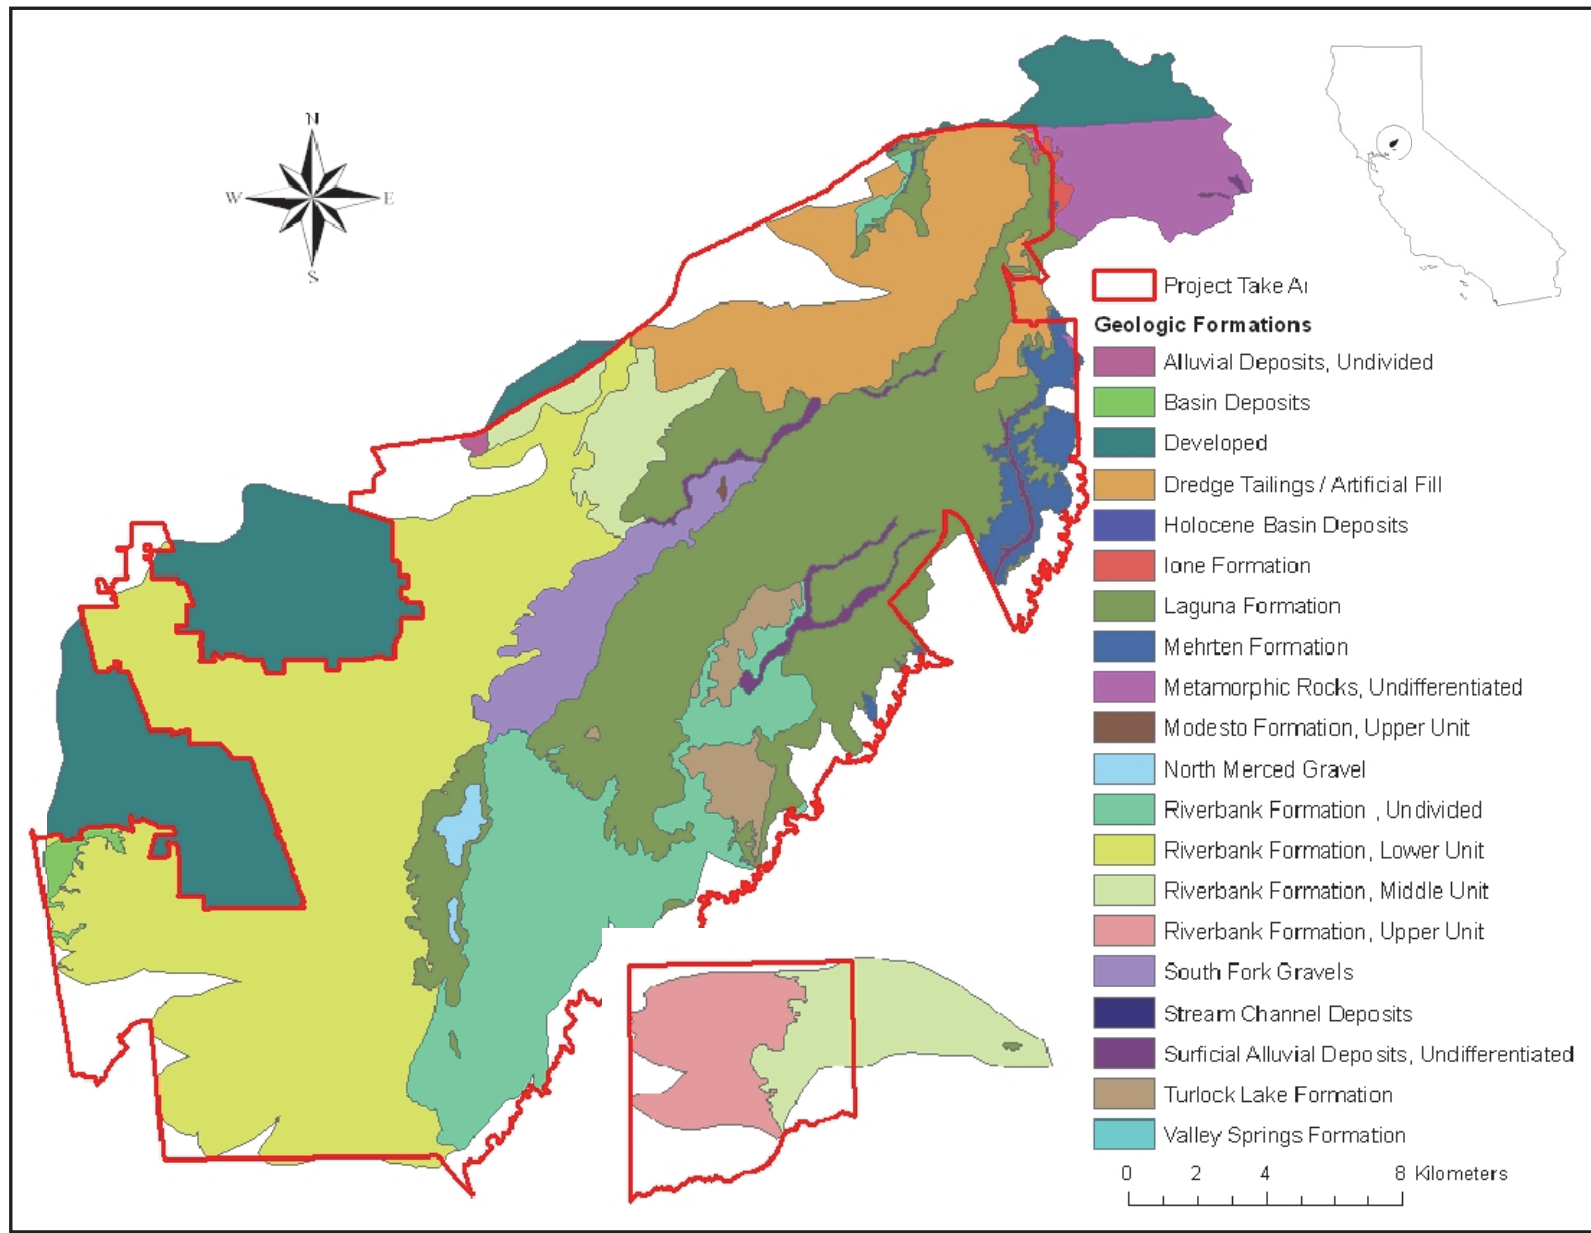 N
W E
S
Project Take Ar
Geologic Formations
Alluvial Deposits, Undivided
Basin Deposits
Developed
Dredge Tailings / Artificial Fill
Holocene Basin Deposits
Ione Formation
Laguna Formation
Mehrten Formation
Metamorphic Rocks, Undifferentiated
Modesto Formation, Upper Unit
North Merced Gravel
Riverbank Formation , Undivided
Riverbank Formation, Lower Unit
Riverbank Formation, Middle Unit
Riverbank Formation, Upper Unit
South Fork Gravels
Stream Channel Deposits
Surficial Alluvial Deposits, Undifferentiated
Turlock Lake Formation
Valley Springs Formation
0 2 4 8 Kilometers